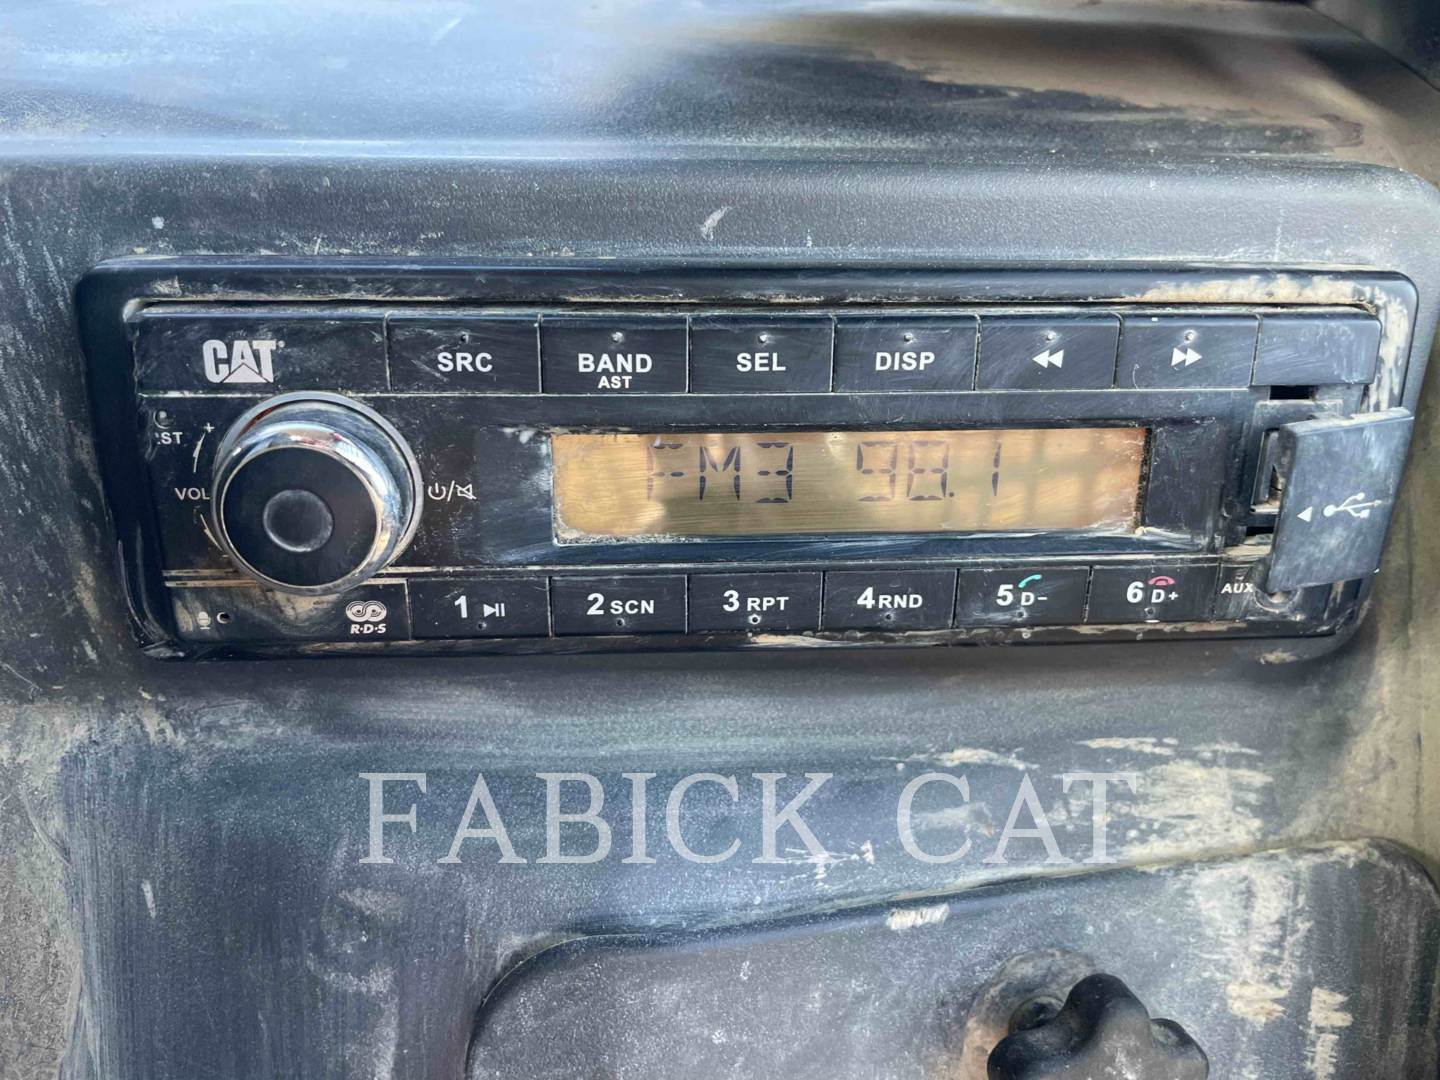 CAT
SRC
BAND
AST
SEL
DISP
VOL
FM3 98.1
R·D·S
1
2 SCN
3 RPT
4 RND
5 D-
6 D+
AUX
FABICK CAT